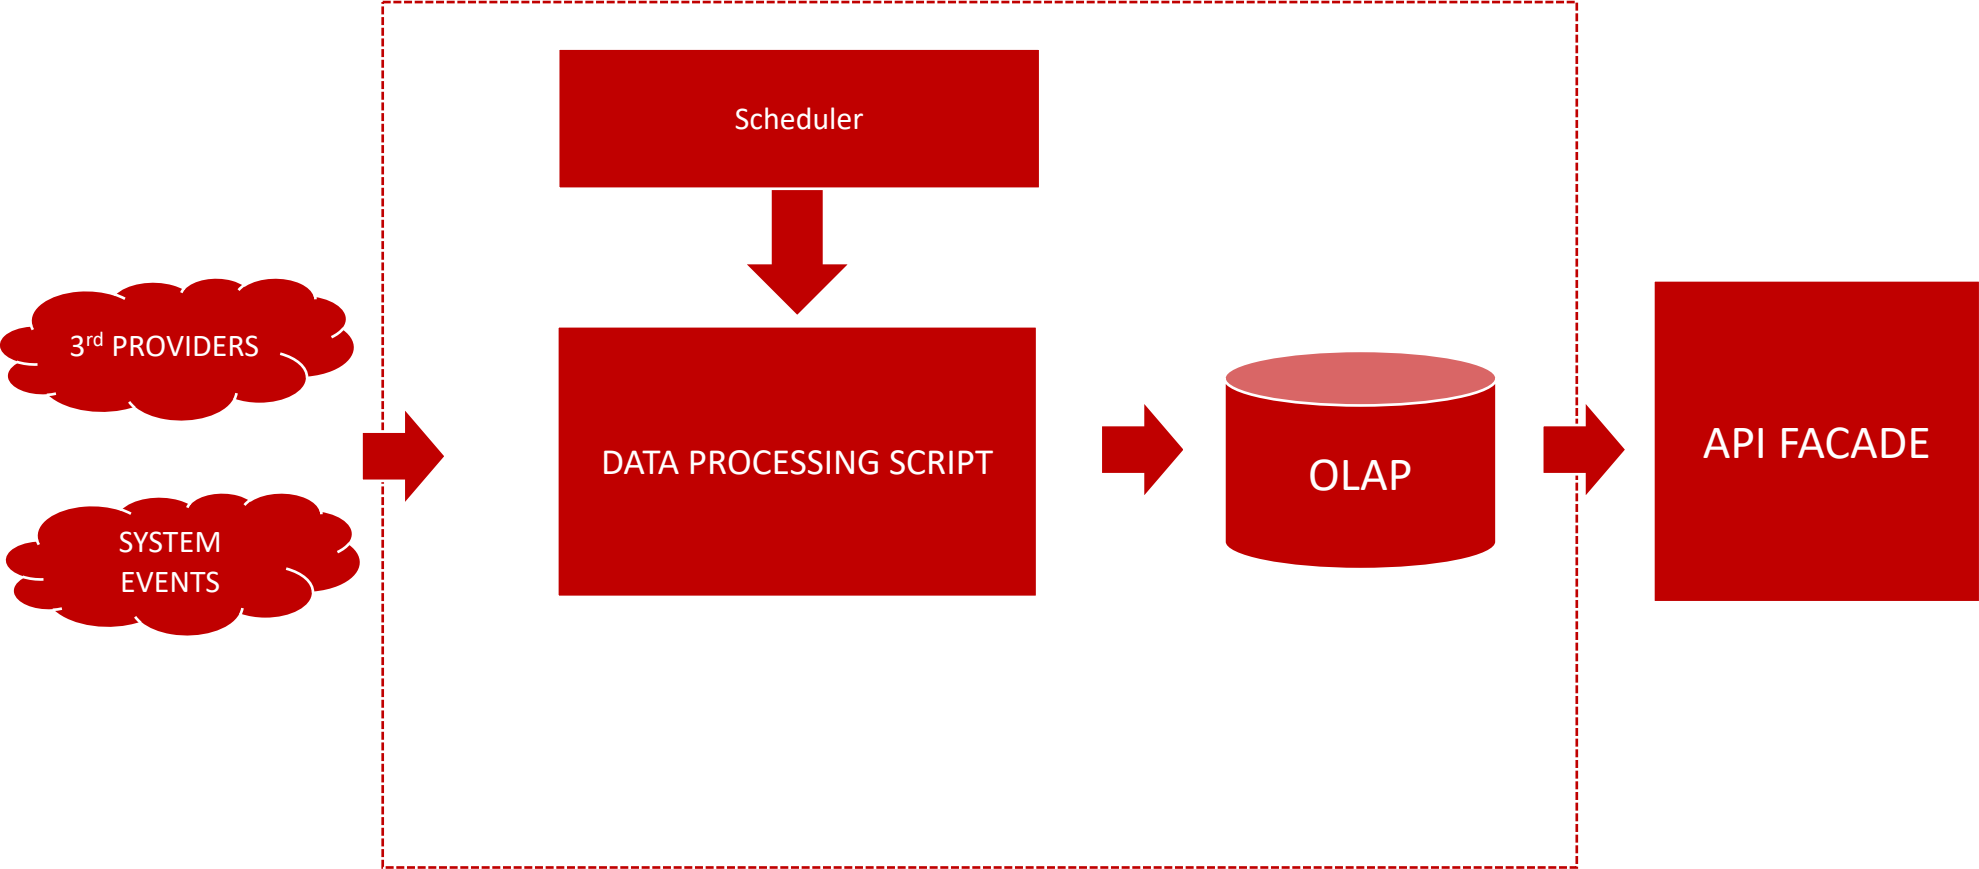 Scheduler
3rd PROVIDERS
DATA PROCESSING SCRIPT
OLAP
API FACADE
SYSTEM
EVENTS